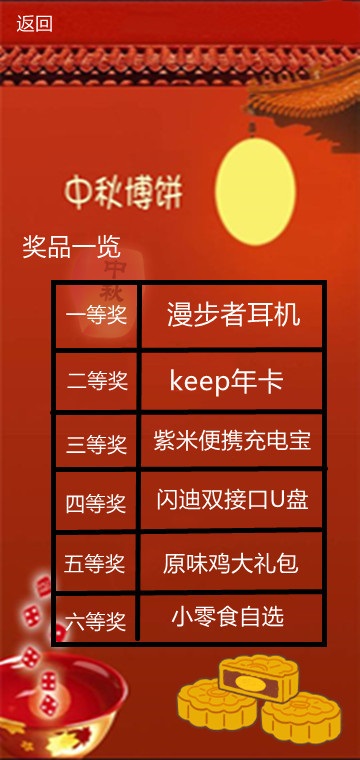 返回
中秋博饼
奖品一览
中秋
一等奖 漫步者耳机
二等奖 keep年卡
三等奖 紫米便携充电宝
四等奖 闪迪双接口U盘
五等奖 原味鸡大礼包
六等奖 小零食自选